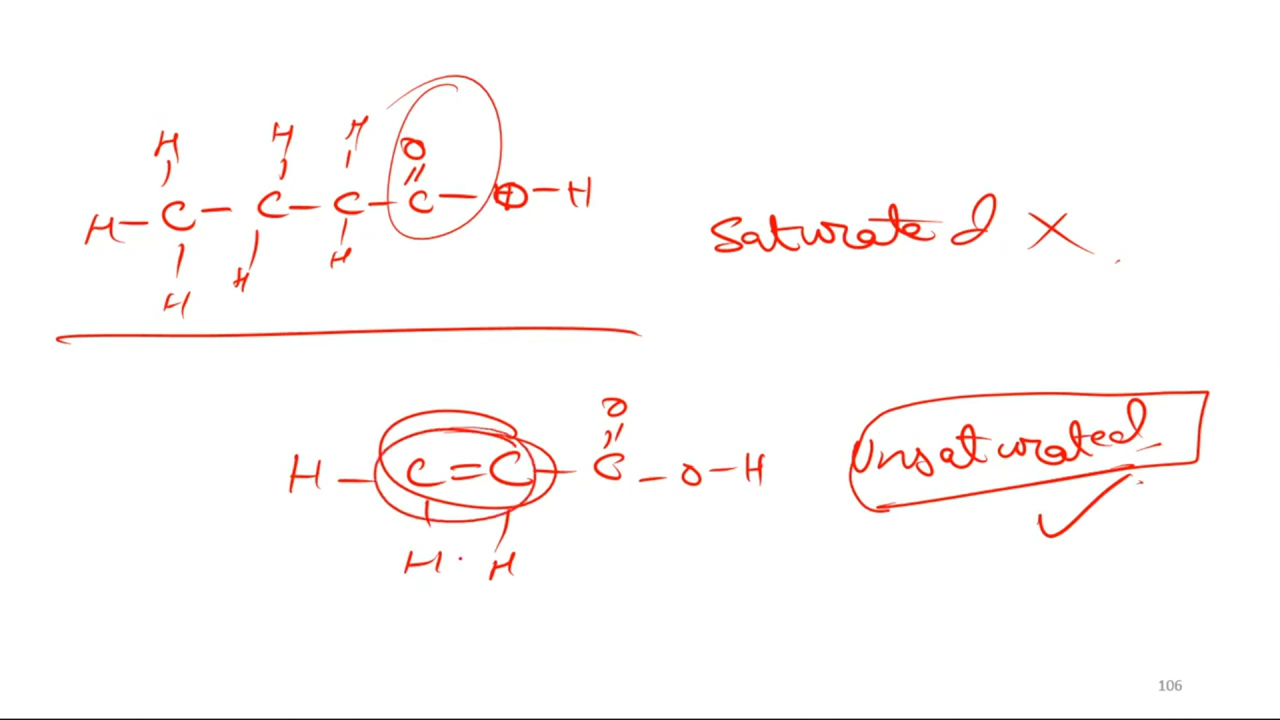 H H H O
H – C – C – C – C – O – H
H H H
Saturated X
O
H – C = C – C – O – H
H H
Unsaturated ✓
106